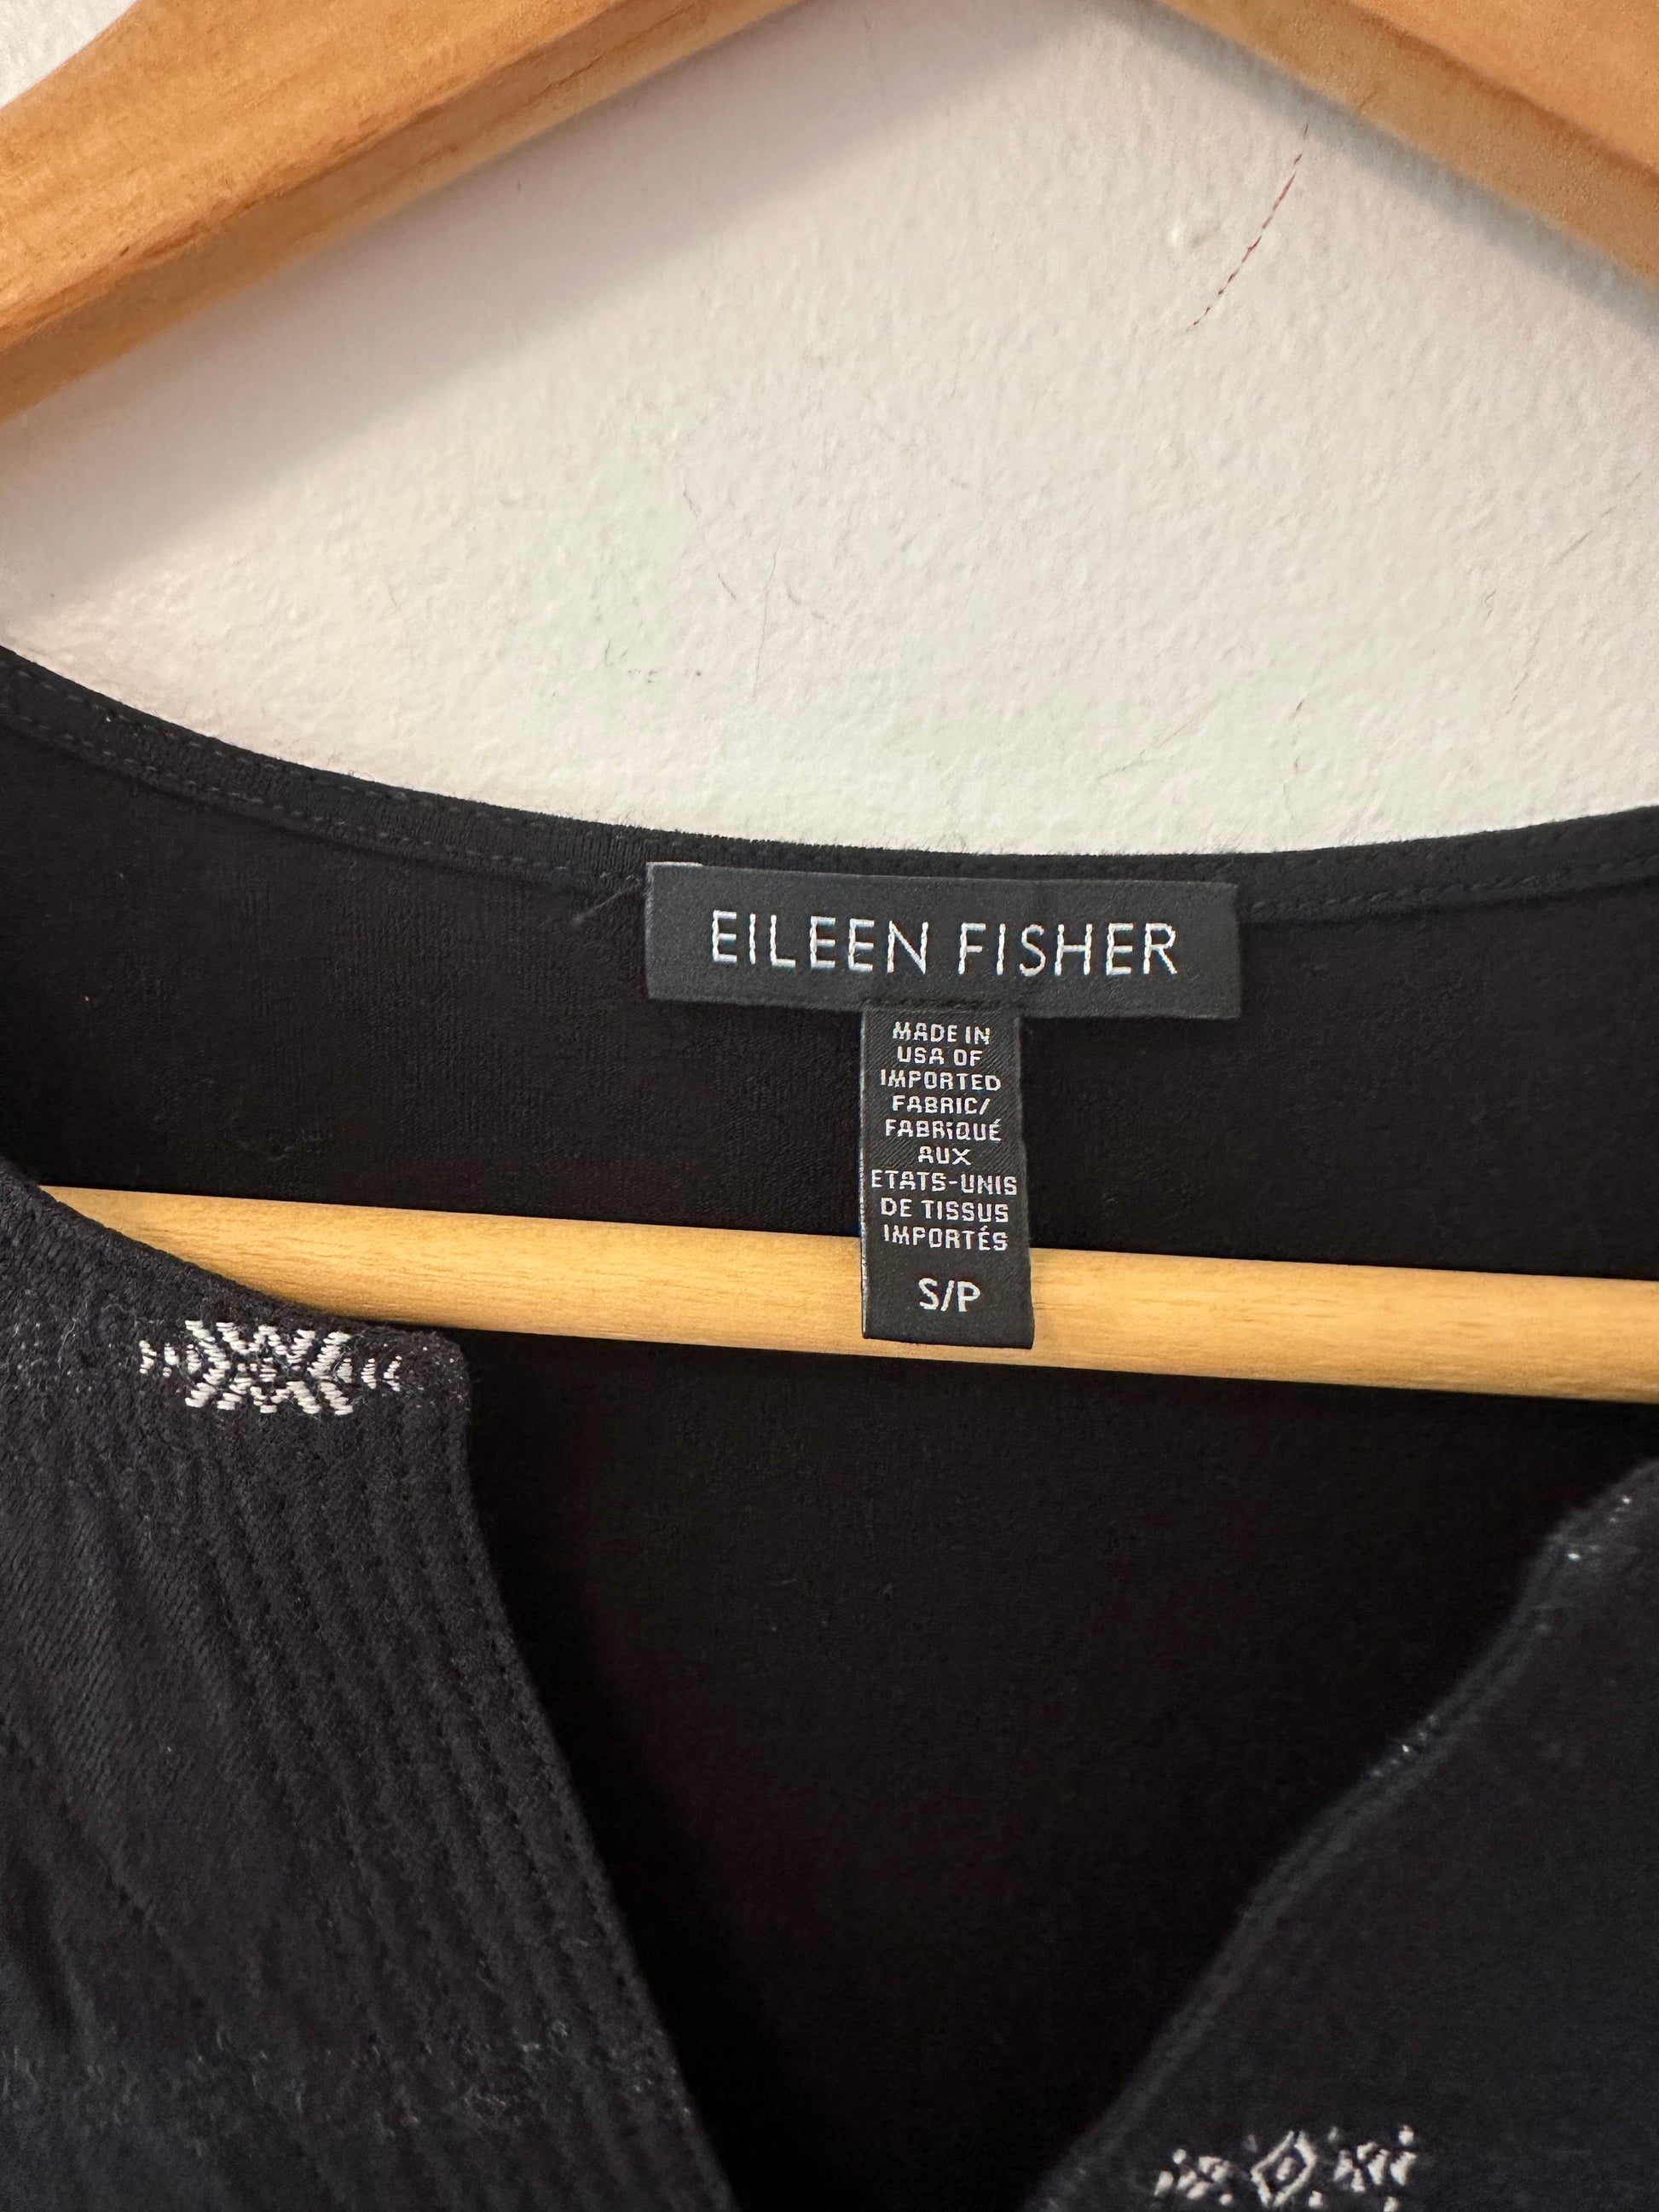 EILEEN FISHER
MADE IN
USA OF
IMPORTED
FABRIC/
FABRIQUÉ
AUX
ETATS-UNIS
DE TISSUS
IMPORTÉS
S/P